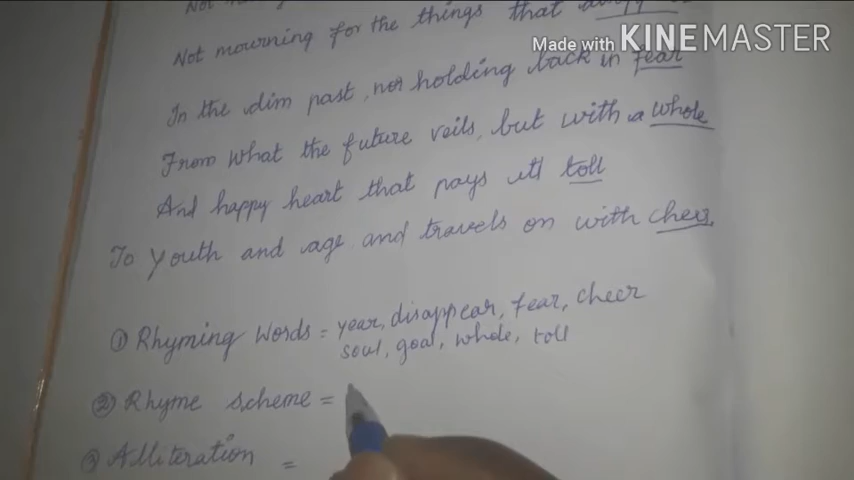 Not
Not mourning for the things that
Made with KINEMASTER
In the dim past, nor holding back in fear
From what the future veils, but with a whole
And happy heart that pays its toll
To youth and age and travels on with cheer
① Rhyming Words = year, disappear, fear, cheer
soul, goal, whole, toll
② Rhyme Scheme =
③ Alliteration =